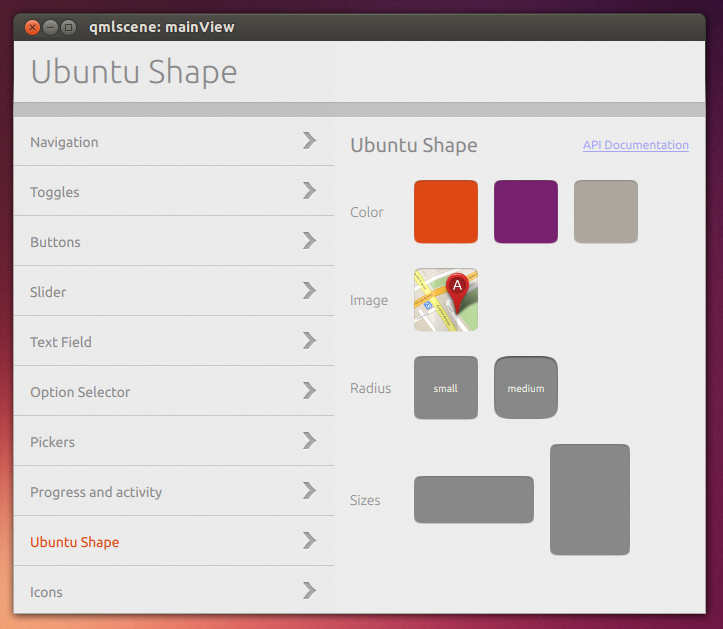 qmlscene: mainView
Ubuntu Shape
Navigation
Toggles
Buttons
Slider
Text Field
Option Selector
Pickers
Progress and activity
Ubuntu Shape
Icons
Ubuntu Shape
API Documentation
Color
Image
A
Radius
small
medium
Sizes